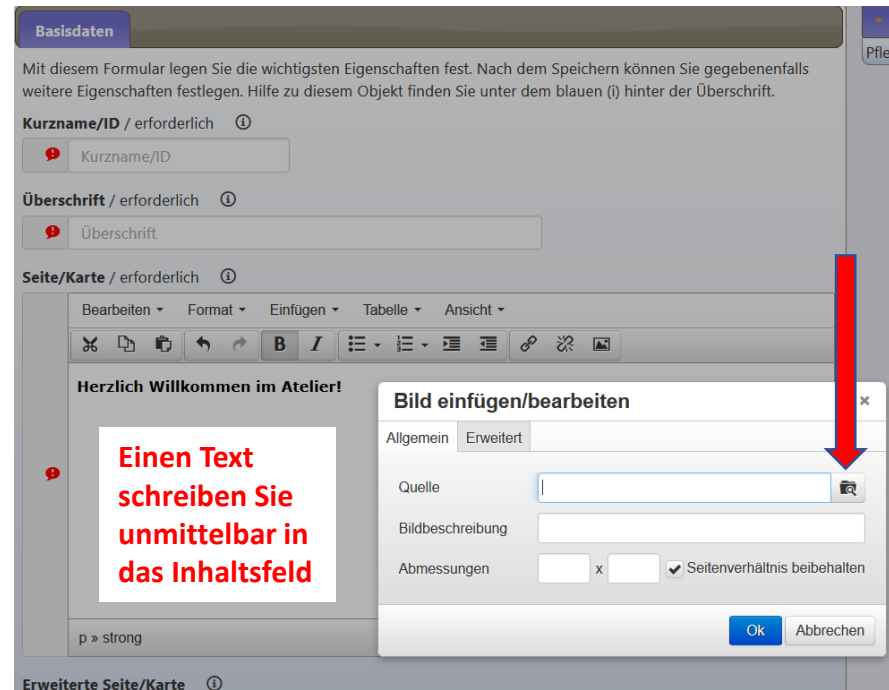 Basisdaten
Pfle
Mit diesem Formular legen Sie die wichtigsten Eigenschaften fest. Nach dem Speichern können Sie gegebenenfalls
weitere Eigenschaften festlegen. Hilfe zu diesem Objekt finden Sie unter dem blauen (i) hinter der Überschrift.
Kurzname/ID / erforderlich
Kurzname/ID
Überschrift / erforderlich
Überschrift
Seite/Karte / erforderlich
Bearbeiten Format Einfügen Tabelle Ansicht
B I
Herzlich Willkommen im Atelier!
Einen Text
schreiben Sie
unmittelbar in
das Inhaltsfeld
Bild einfügen/bearbeiten ×
Allgemein Erweitert
Quelle
Bildbeschreibung
Abmessungen x Seitenverhältnis beibehalten
Ok Abbrechen
p » strong
Erweiterte Seite/Karte